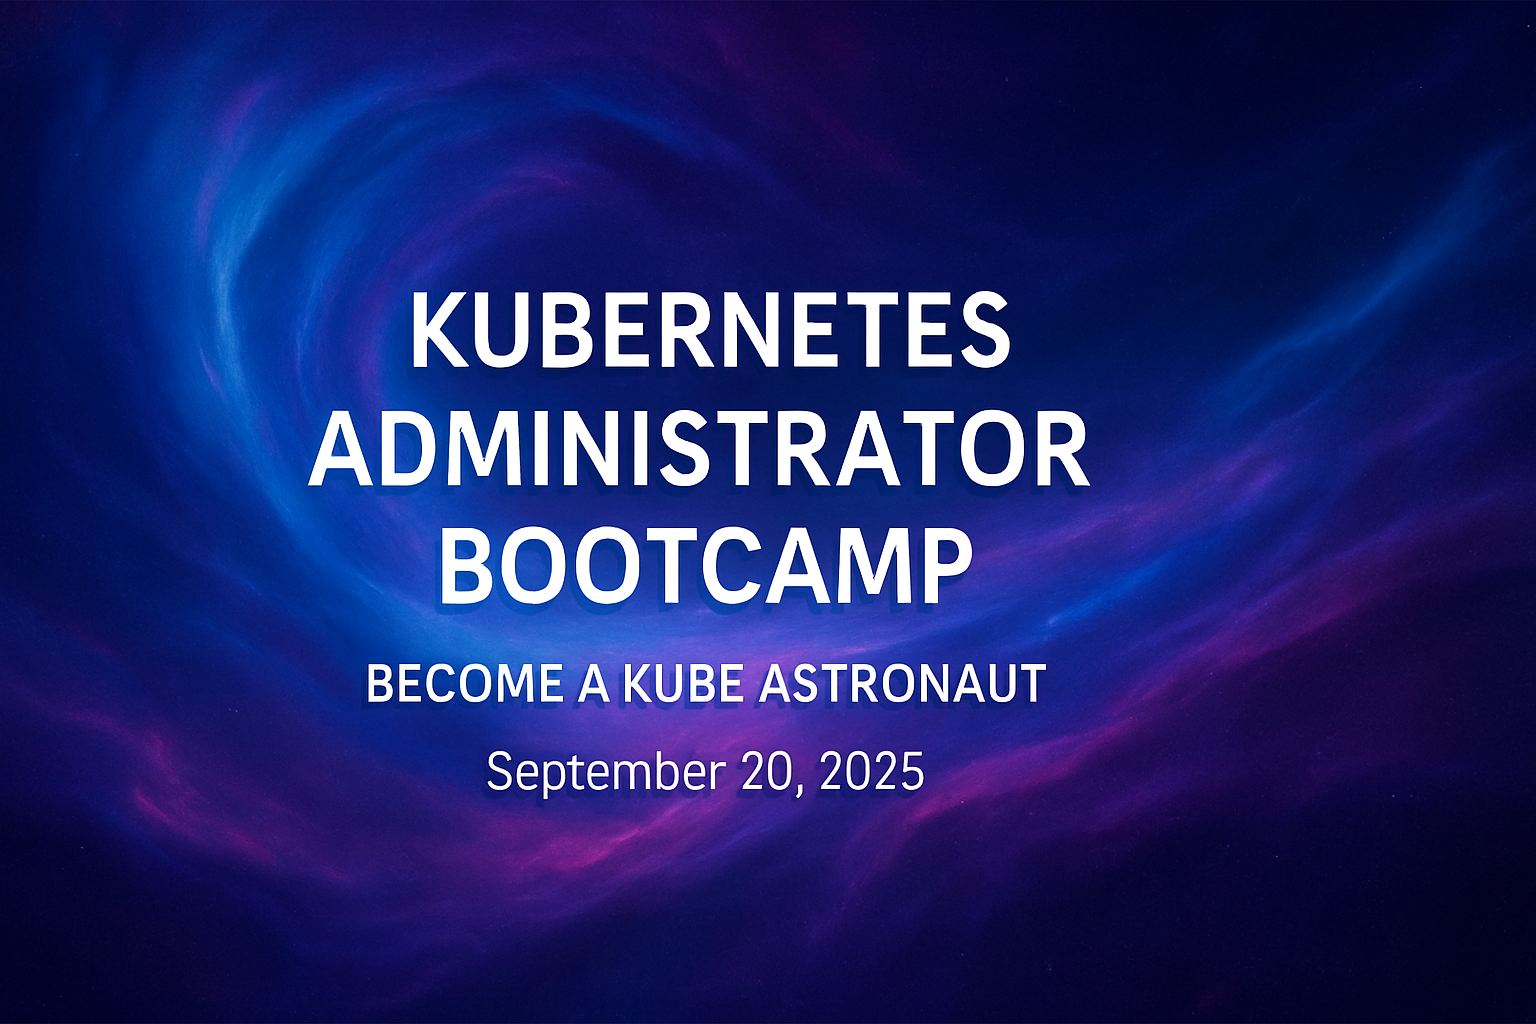 KUBERNETES
ADMINISTRATOR
BOOTCAMP
BECOME A KUBE ASTRONAUT
September 20, 2025